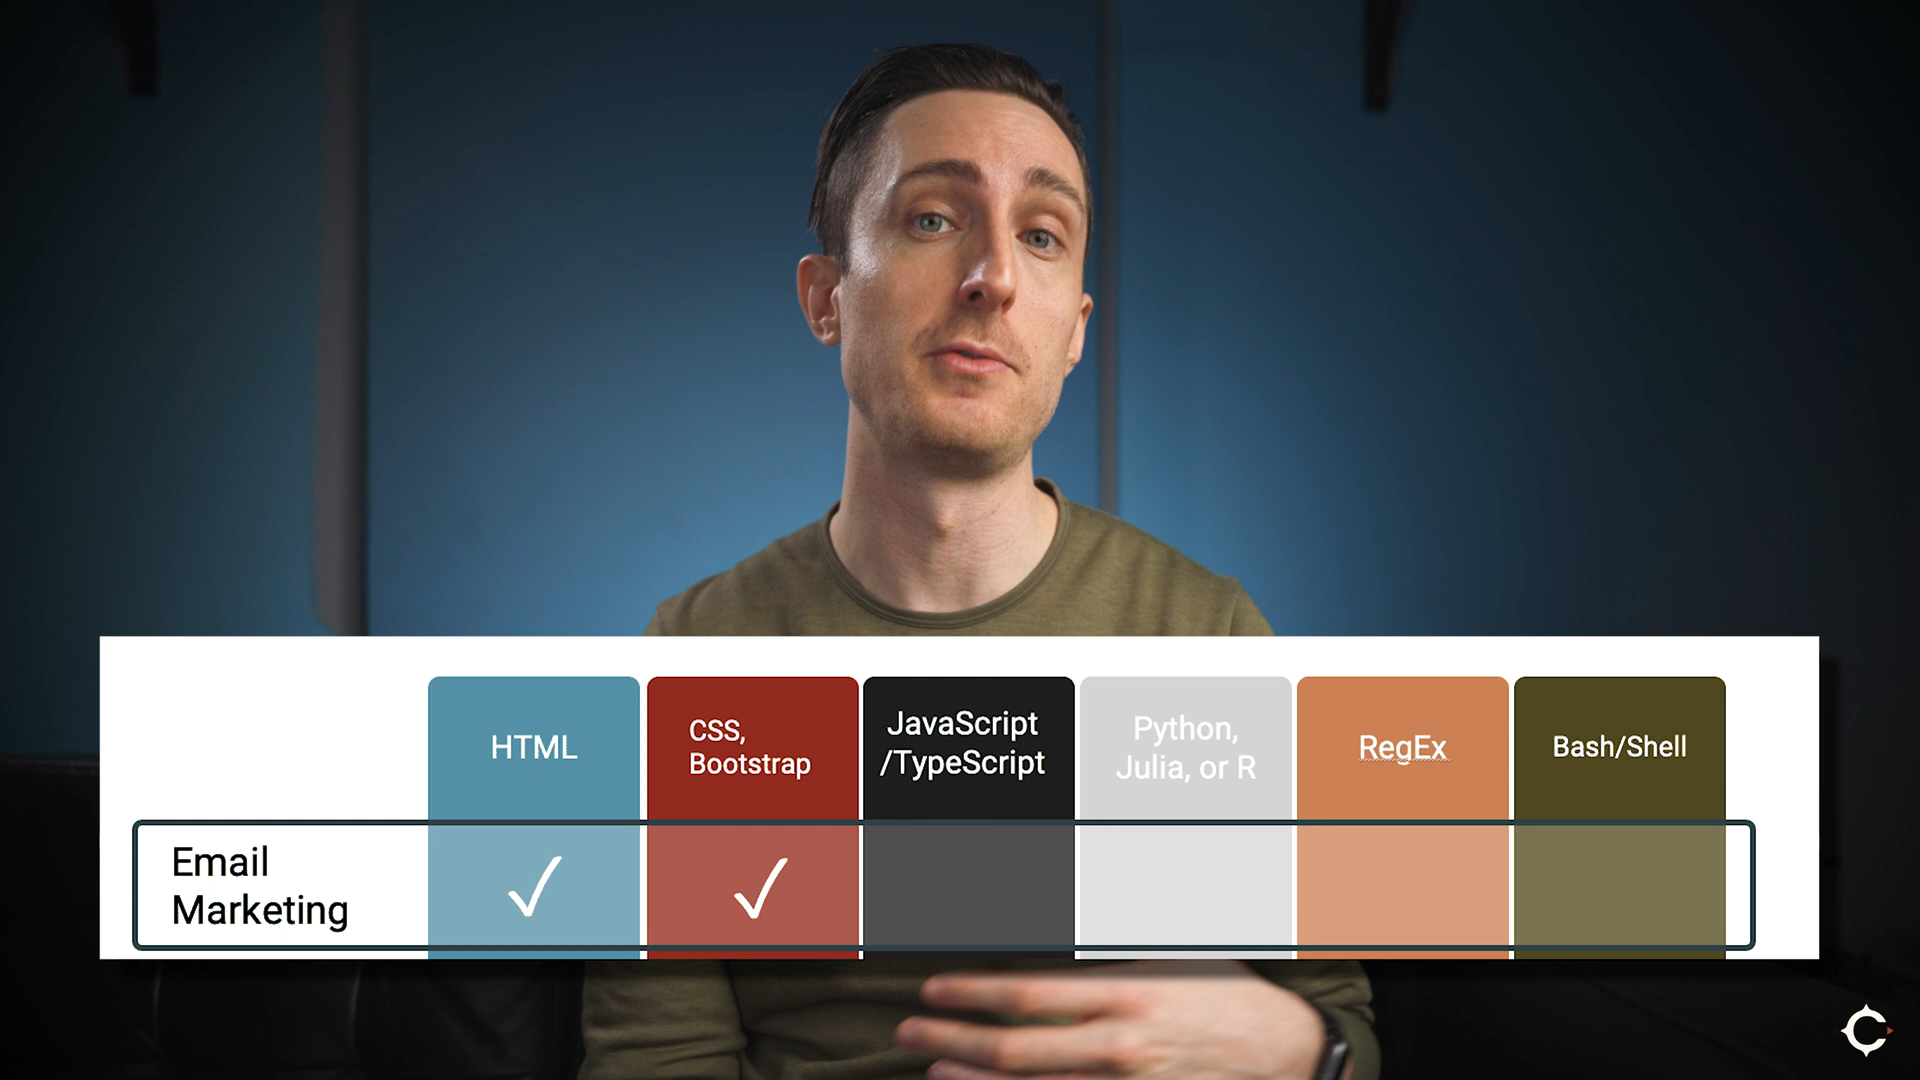 HTML
CSS,
Bootstrap
JavaScript
/TypeScript
Python,
Julia, or R
RegEx
Bash/Shell
Email
Marketing